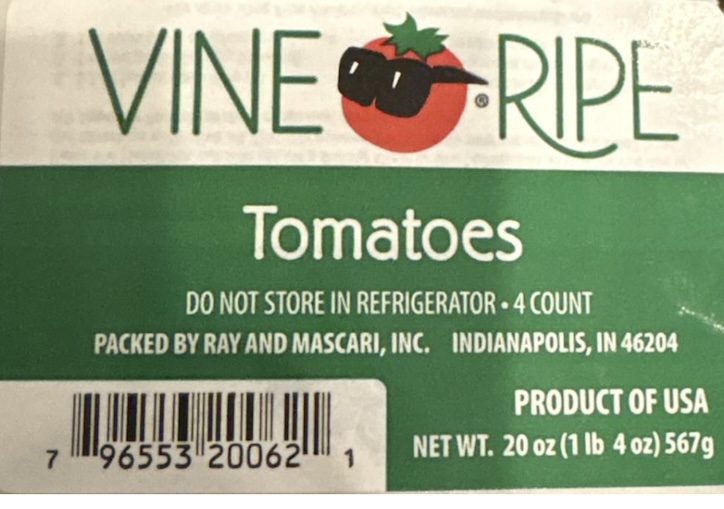 VINE RIPE
®
Tomatoes
DO NOT STORE IN REFRIGERATOR • 4 COUNT
PACKED BY RAY AND MASCARI, INC. INDIANAPOLIS, IN 46204
PRODUCT OF USA
NET WT. 20 oz (1 lb 4 oz) 567g
7 96553 20062 1